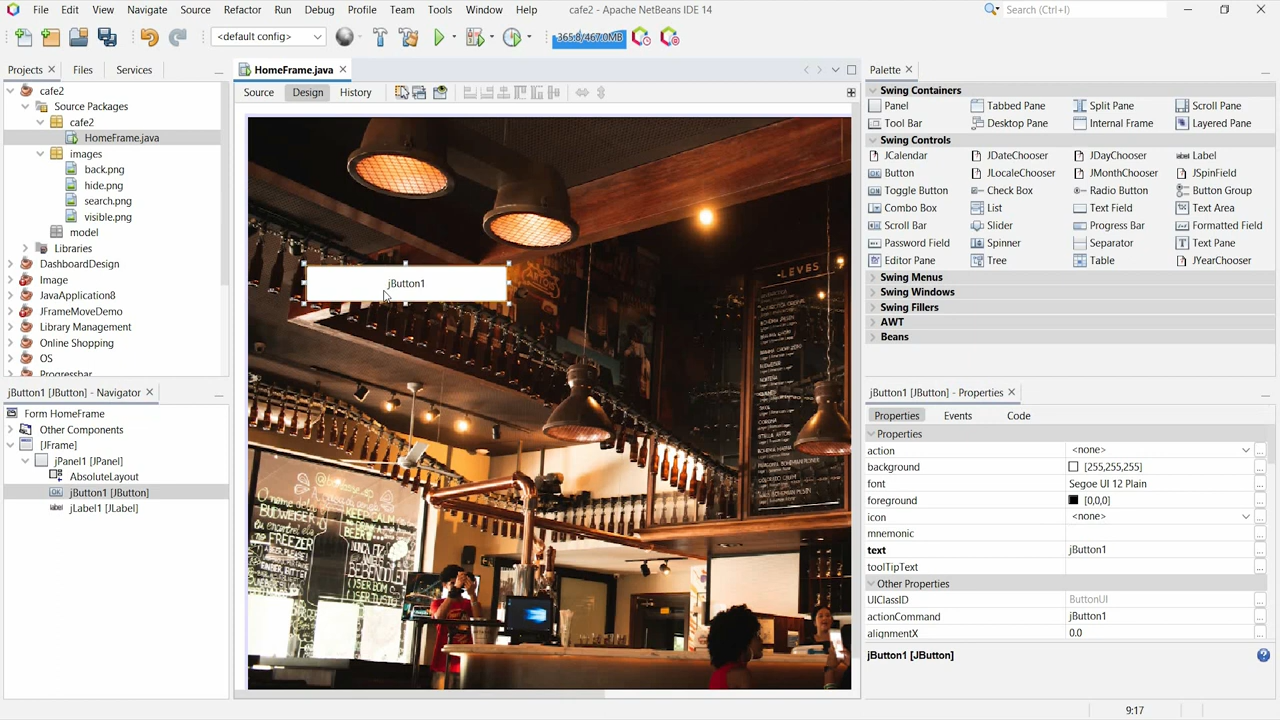 File Edit View Navigate Source Refactor Run Debug Profile Team Tools Window Help cafe2 - Apache NetBeans IDE 14 Search (Ctrl+I)
<default config> 365.8/467.0MB
Projects Files Services
cafe2
Source Packages
cafe2
HomeFrame.java
images
back.png
hide.png
search.png
visible.png
model
Libraries
DashboardDesign
Image
JavaApplication8
JFrameMoveDemo
Library Management
Online Shopping
OS
Progressbar
jButton1 [JButton] - Navigator
Form HomeFrame
Other Components
[JFrame]
jPanel1 [JPanel]
AbsoluteLayout
jButton1 [JButton]
jLabel1 [JLabel]
HomeFrame.java
Source Design History
jButton1
-LEVES-
BUDWEISER
FREEZER
Palette
Swing Containers
Panel Tabbed Pane Split Pane Scroll Pane
Tool Bar Desktop Pane Internal Frame Layered Pane
Swing Controls
JCalendar JDateChooser JDayChooser Label
Button JLocaleChooser JMonthChooser JSpinField
Toggle Button Check Box Radio Button Button Group
Combo Box List Text Field Text Area
Scroll Bar Slider Progress Bar Formatted Field
Password Field Spinner Separator Text Pane
Editor Pane Tree Table JYearChooser
Swing Menus
Swing Windows
Swing Fillers
AWT
Beans
jButton1 [JButton] - Properties
Properties Events Code
Properties
action <none>
background [255,255,255]
font Segoe UI 12 Plain
foreground [0,0,0]
icon <none>
mnemonic
text jButton1
toolTipText
Other Properties
UIClassID ButtonUI
actionCommand jButton1
alignmentX 0.0
jButton1 [JButton]
9:17